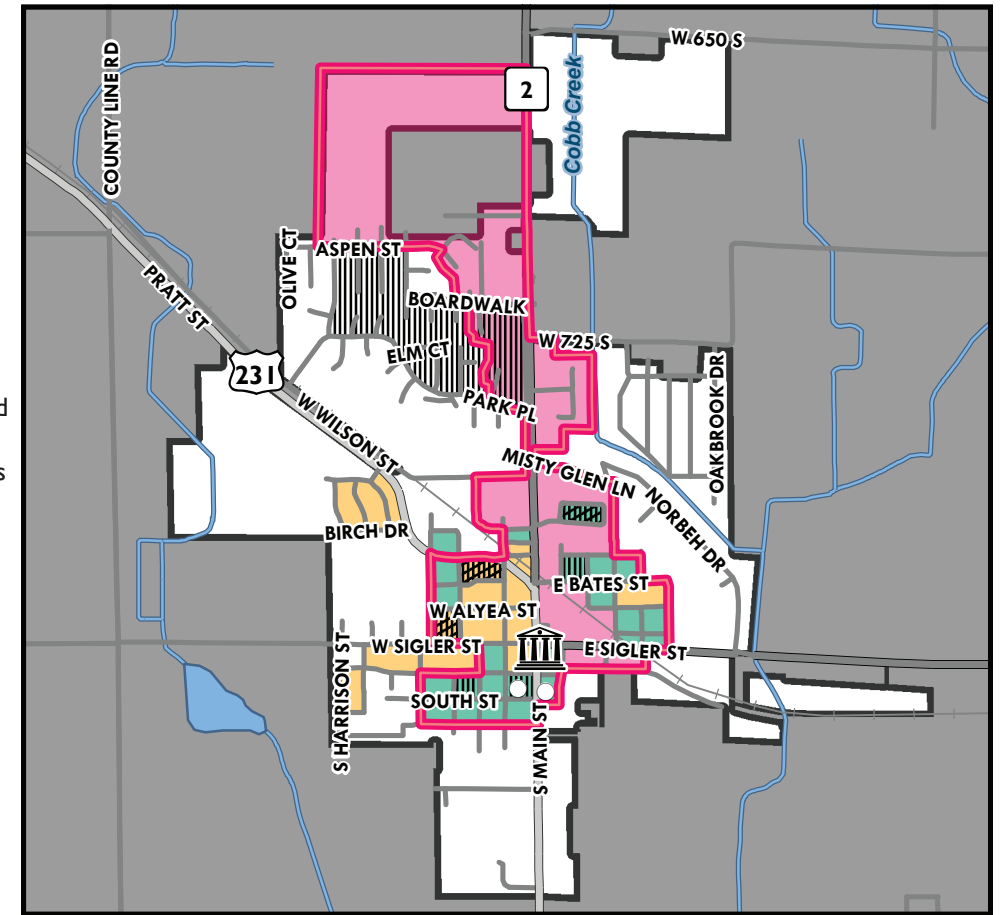 W 650 S
COUNTY LINE RD
2
Cobb Creek
OLIVE CT
ASPEN ST
PRATT ST
BOARDWALK
W 725 S
ELM CT
231
OAKBROOK DR
d
PARK PL
W WILSON ST
s
MISTY GLEN LN
NORBEH DR
BIRCH DR
E BATES ST
W ALYEA ST
W SIGLER ST
E SIGLER ST
S HARRISON ST
SOUTH ST
S MAIN ST